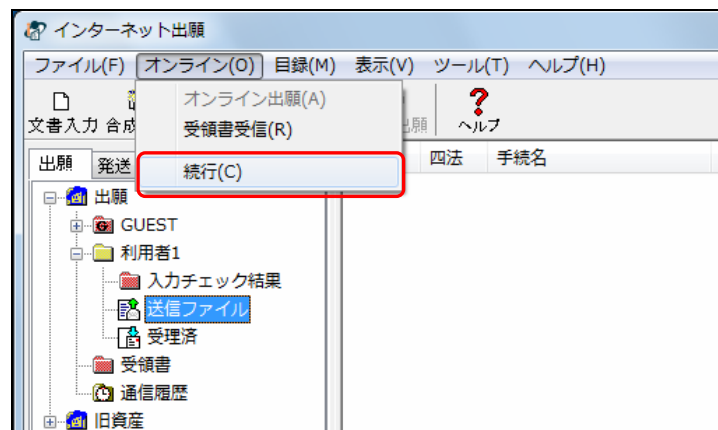 インターネット出願
ファイル(F) オンライン(O) 目録(M) 表示(V) ツール(T) ヘルプ(H)
オンライン出願(A)
文書入力 合成 願 ヘルプ
受領書受信(R)
出願 発送 四法 手続名
続行(C)
出願
GUEST
利用者1
入力チェック結果
送信ファイル
受理済
受領書
通信履歴
旧資産